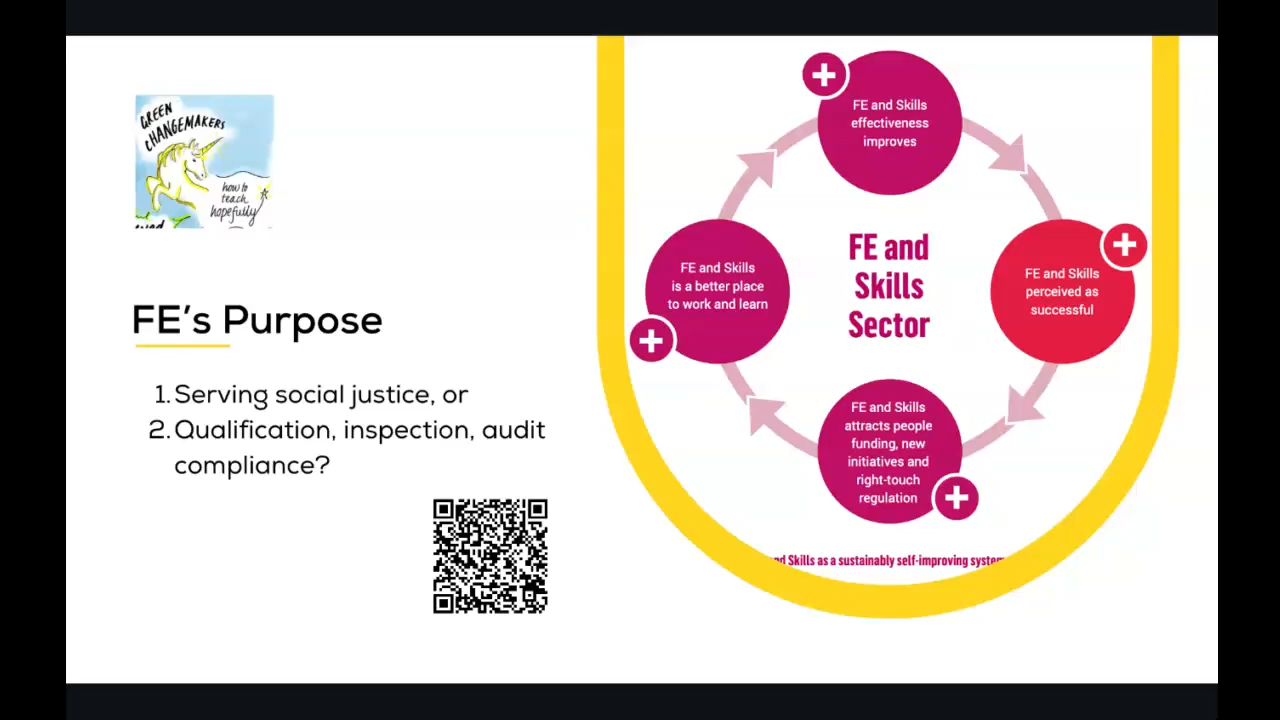 GREEN
CHANGEMAKERS
how to
teach
hopefully
FE's Purpose
1. Serving social justice, or
2. Qualification, inspection, audit
compliance?
FE and Skills
effectiveness
improves
FE and Skills
perceived as
successful
FE and Skills
attracts people
funding, new
initiatives and
right-touch
regulation
FE and Skills
is a better place
to work and learn
FE and
Skills
Sector
Skills as a sustainably self-improving system